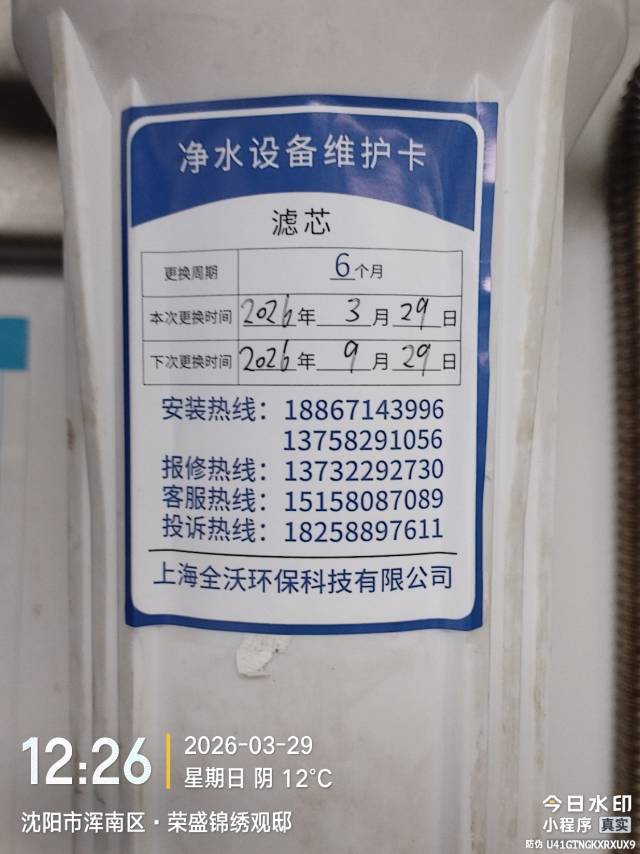 净水设备维护卡
滤芯
更换周期 6个月
本次更换时间 2026年3月29日
下次更换时间 2026年9月29日
安装热线：18867143996
13758291056
报修热线：13732292730
客服热线：15158087089
投诉热线：18258897611
上海全沃环保科技有限公司
12:26
2026-03-29
星期日 阴 12℃
沈阳市浑南区·荣盛锦绣观邸
今日水印
小程序 真实
防伪 U41GTNGKXRXUX9